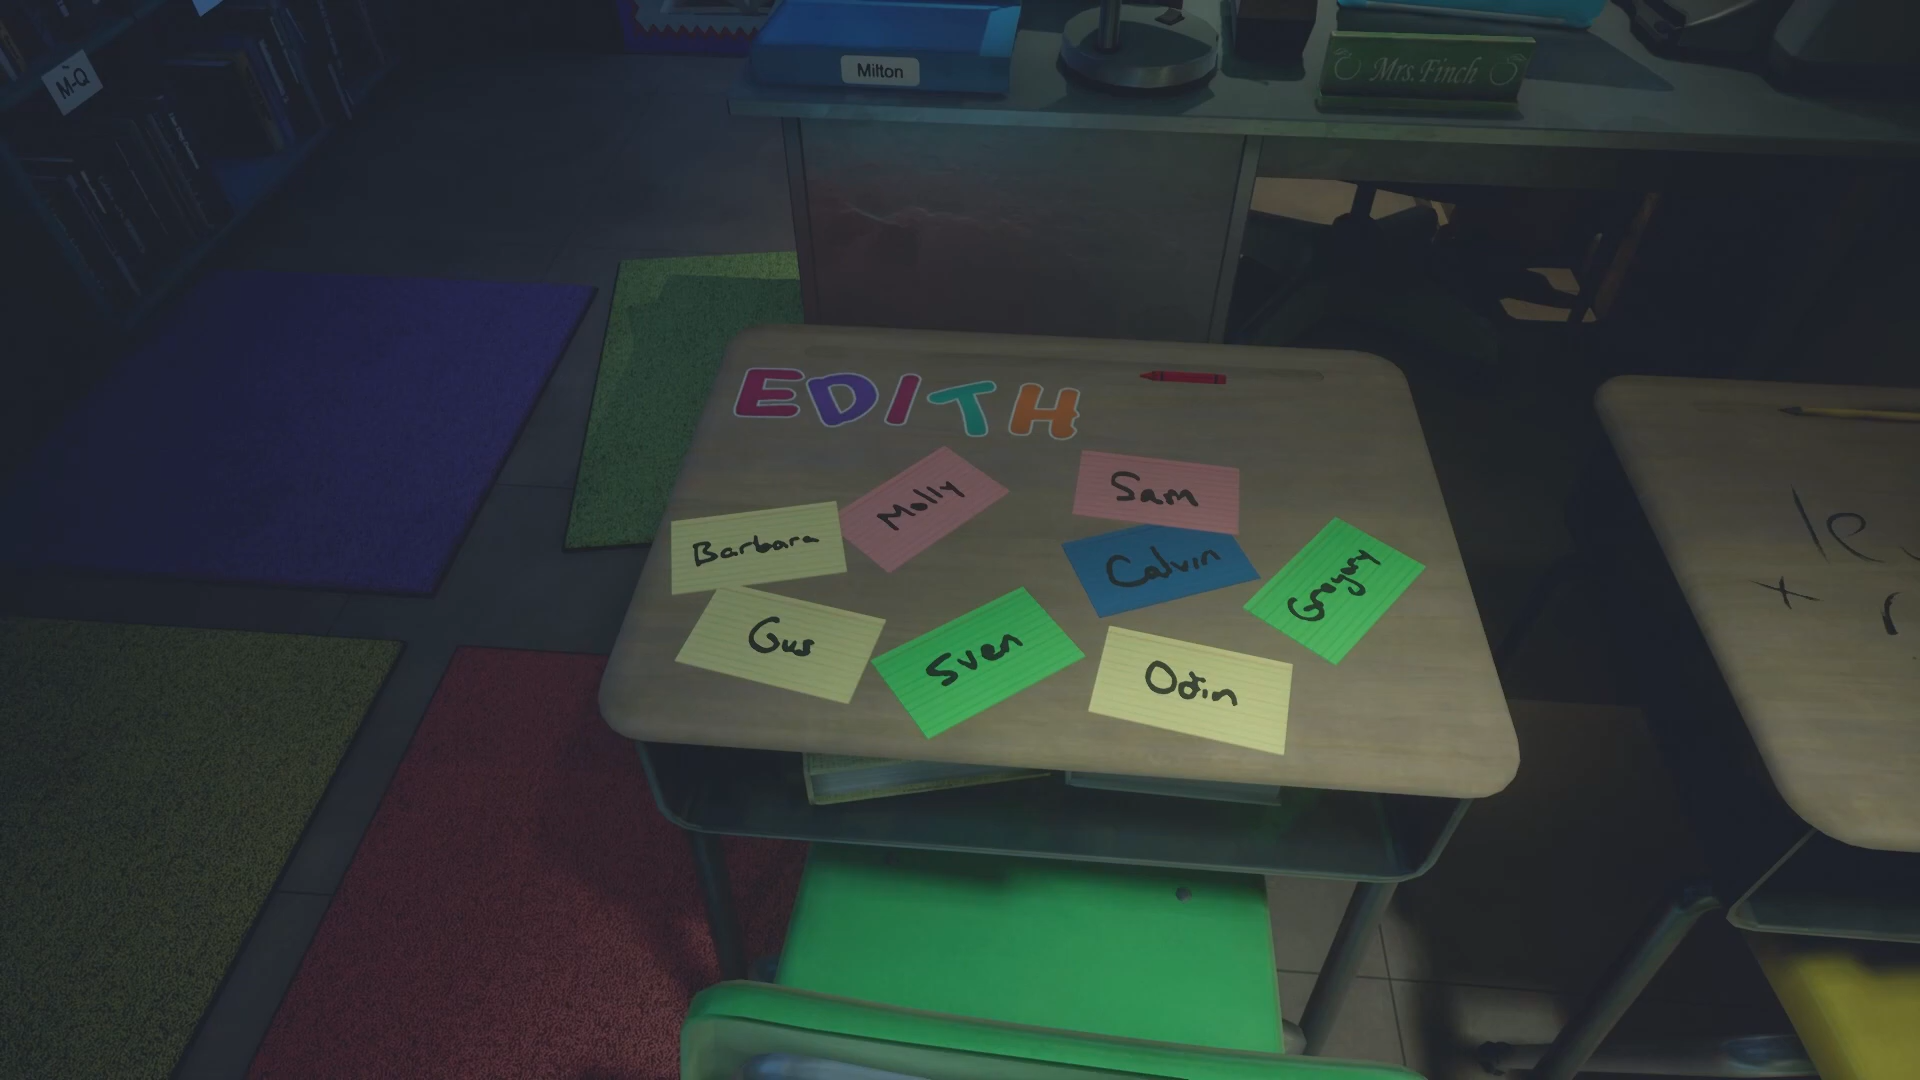 M-Q
Milton
Mrs. Finch
EDITH
Molly
Sam
Barbara
Calvin
Gregory
Gus
Sven
Odin